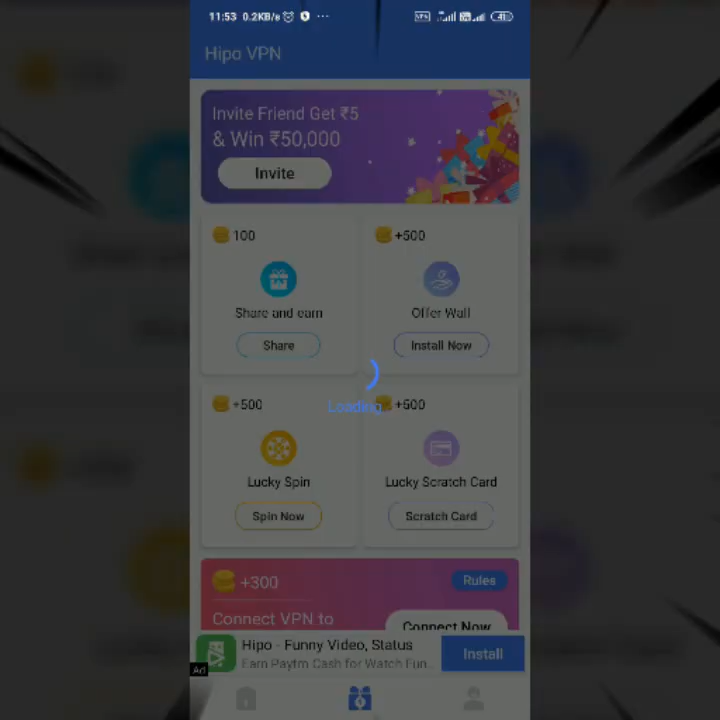 11:53 0.2KB/s
VPN
41
Hipo VPN
Invite Friend Get ₹5
& Win ₹50,000
Invite
100
+500
Share and earn
Offer Wall
Share
Install Now
Loading...
+500
+500
Lucky Spin
Lucky Scratch Card
Spin Now
Scratch Card
+300
Rules
Connect VPN to
Connect Now
Hipo - Funny Video, Status
Earn Paytm Cash for Watch Fun...
Install